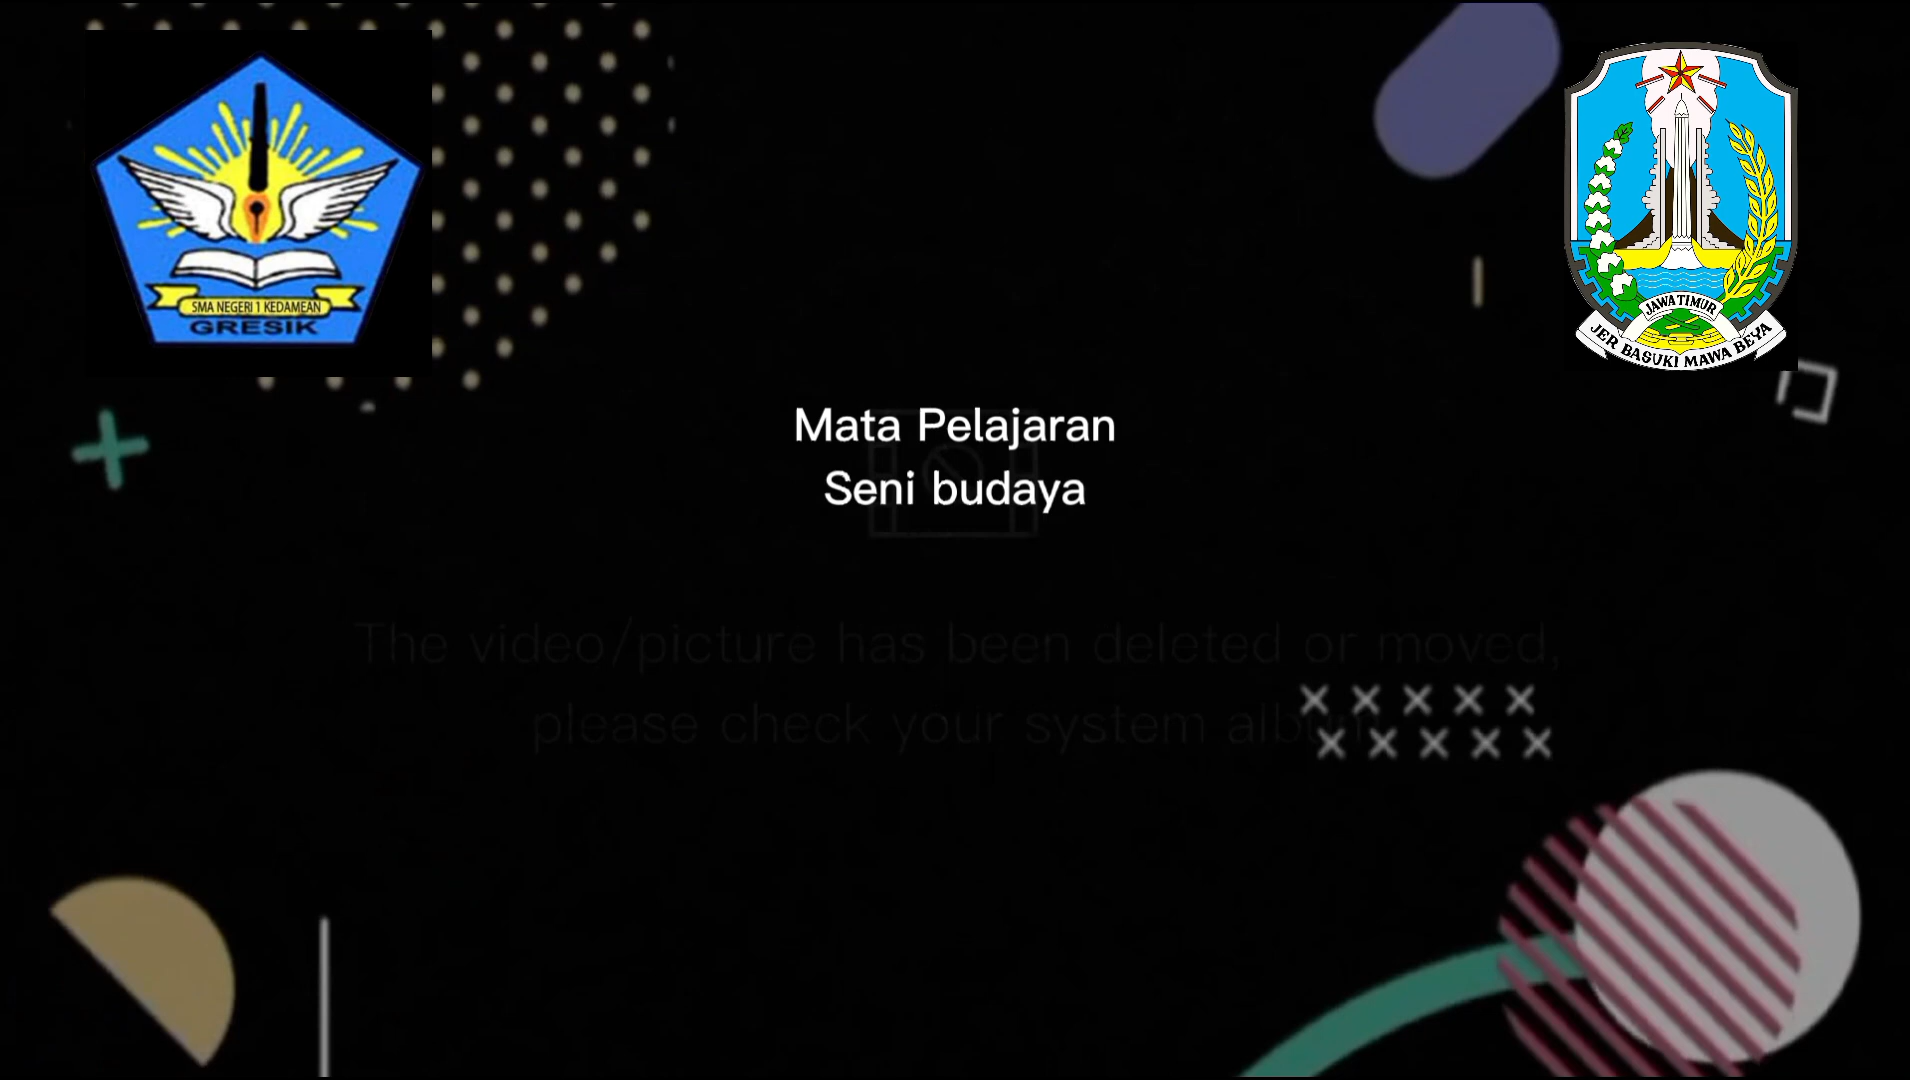 SMA NEGERI 1 KEDAMEAN
GRESIK
JAWA TIMUR
JER BASUKI MAWA BEYA
Mata Pelajaran
Seni budaya
The video/picture has been deleted or moved,
please check your system album